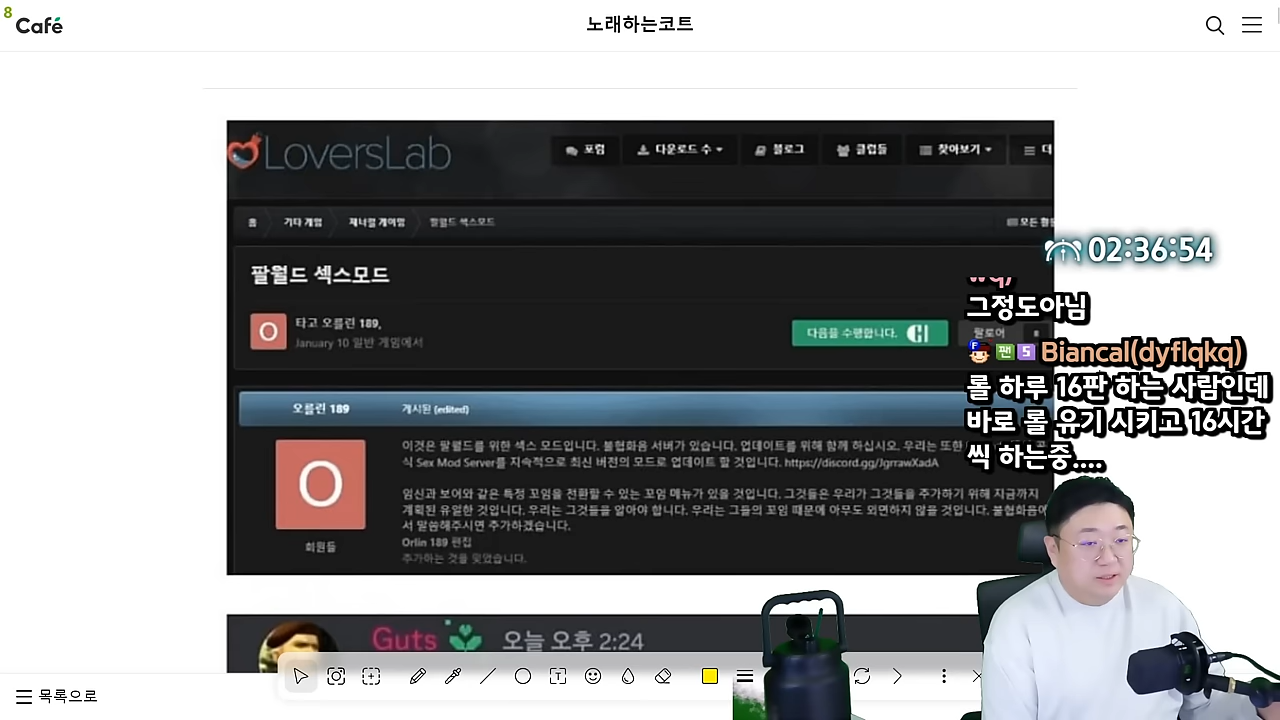 8
Café
노래하는코트
LoversLab
포럼
다운로드 수
블로그
클럽들
찾아보기
더
홈
기타 게임
제너럴 게이밍
팔월드 섹스모드
모든 활
팔월드 섹스모드
O
타고 오를린 189,
January 10 일반 게임에서
다음을 수행합니다.
팔로어
02:36:54
그정도아님
팬
5
Biancal(dyflqkq)
롤 하루 16판 하는 사람인데
바로 롤 유기 시키고 16시간
씩 하는중....
오를린 189
게시된 (edited)
O
회원들
이것은 팔월드를 위한 섹스 모드입니다. 불협화음 서버가 있습니다. 업데이트를 위해 함께 하십시오. 우리는 또한
식 Sex Mod Server를 지속적으로 최신 버전의 모드로 업데이트 할 것입니다. https://discord.gg/JgrrawXadA
임신과 보어와 같은 특정 꼬임을 전환할 수 있는 꼬임 메뉴가 있을 것입니다. 그것들은 우리가 그것들을 추가하기 위해 지금까지
계획된 유일한 것입니다. 우리는 그것들을 알아야 합니다. 우리는 그들의 꼬임 때문에 아무도 외면하지 않을 것입니다. 불협화음에
서 말씀해주시면 추가하겠습니다.
Orlin 189 편집
추가하는 것을 잊었습니다.
Guts
오늘 오후 2:24
목록으로